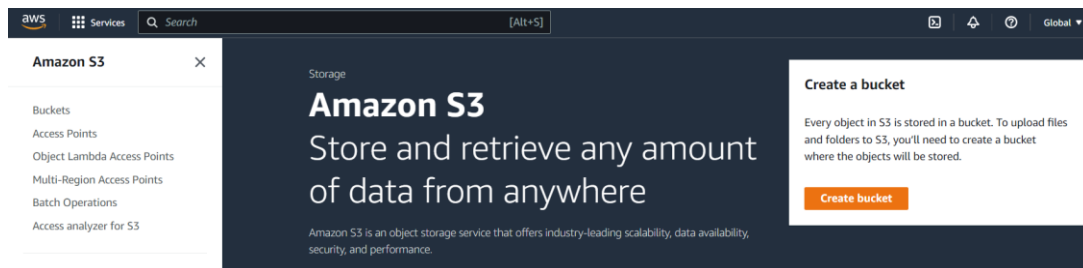 aws Services Search [Alt+S] Global
Amazon S3
Buckets
Access Points
Object Lambda Access Points
Multi-Region Access Points
Batch Operations
Access analyzer for S3
Storage
Amazon S3
Store and retrieve any amount
of data from anywhere
Amazon S3 is an object storage service that offers industry-leading scalability, data availability,
security, and performance.
Create a bucket
Every object in S3 is stored in a bucket. To upload files
and folders to S3, you'll need to create a bucket
where the objects will be stored.
Create bucket